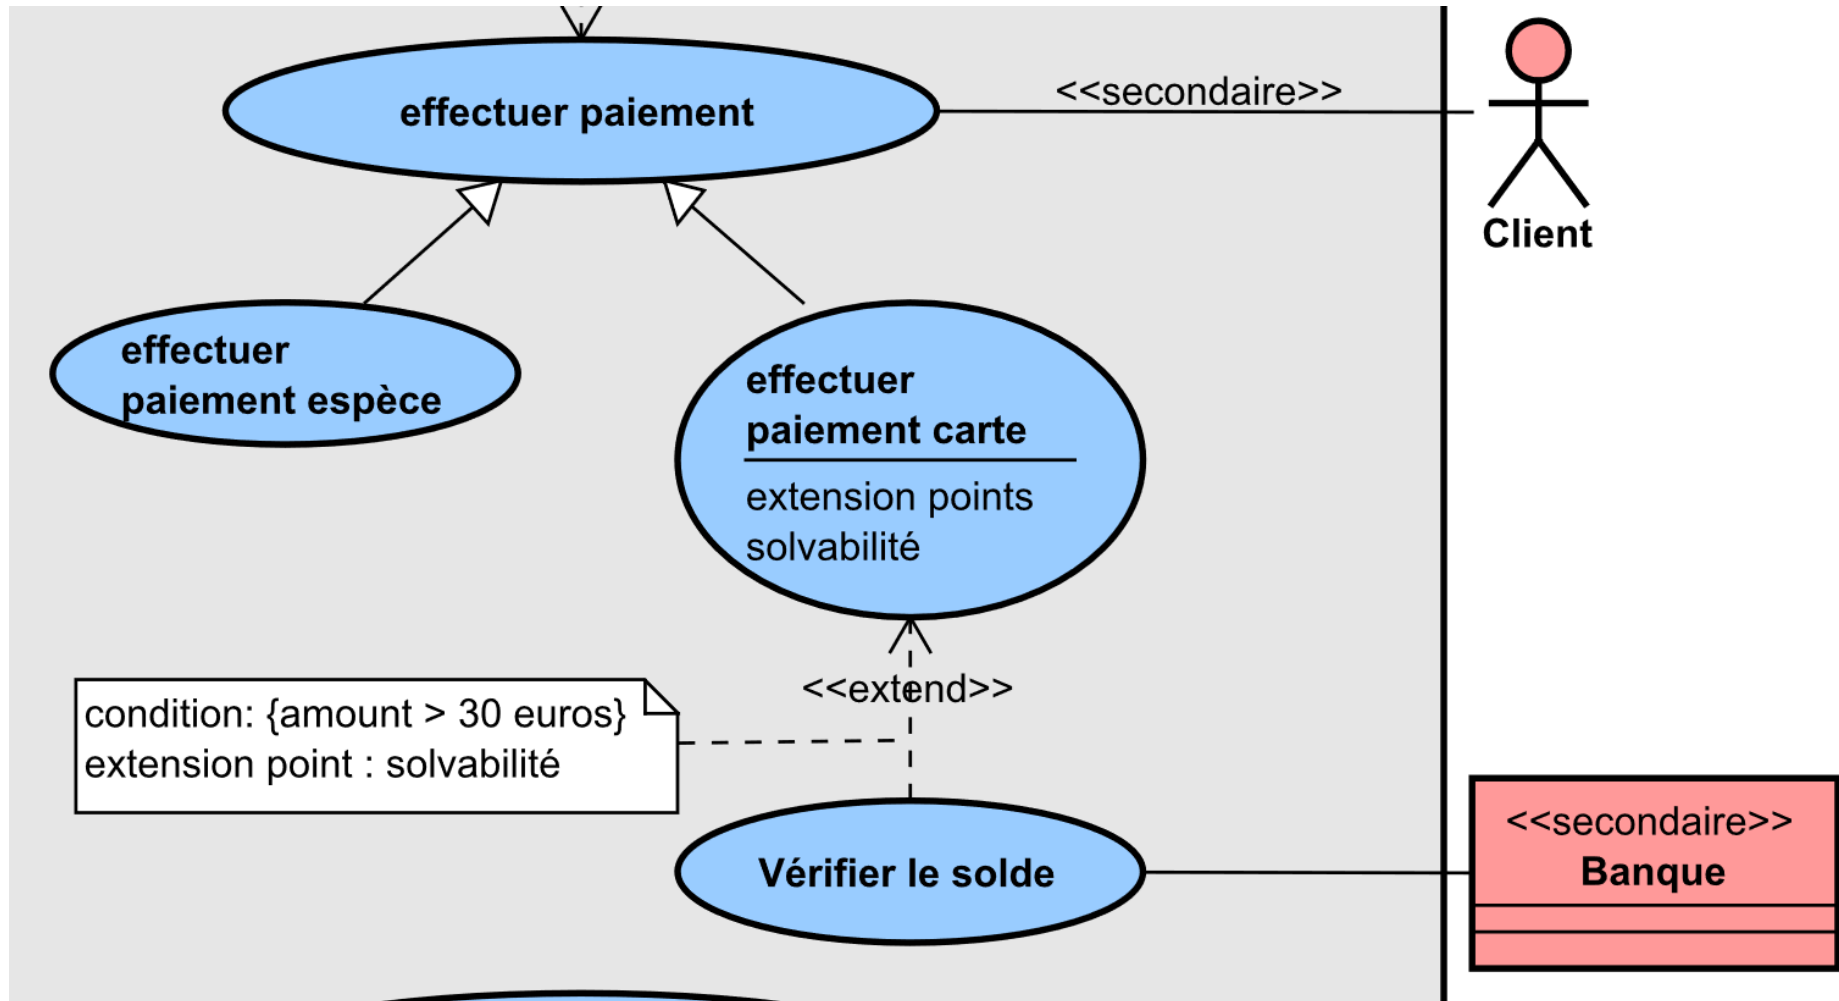 effectuer paiement
<<secondaire>>
Client
effectuer
paiement espèce
effectuer
paiement carte
extension points
solvabilité
<<extend>>
condition: {amount > 30 euros}
extension point : solvabilité
Vérifier le solde
<<secondaire>>
Banque